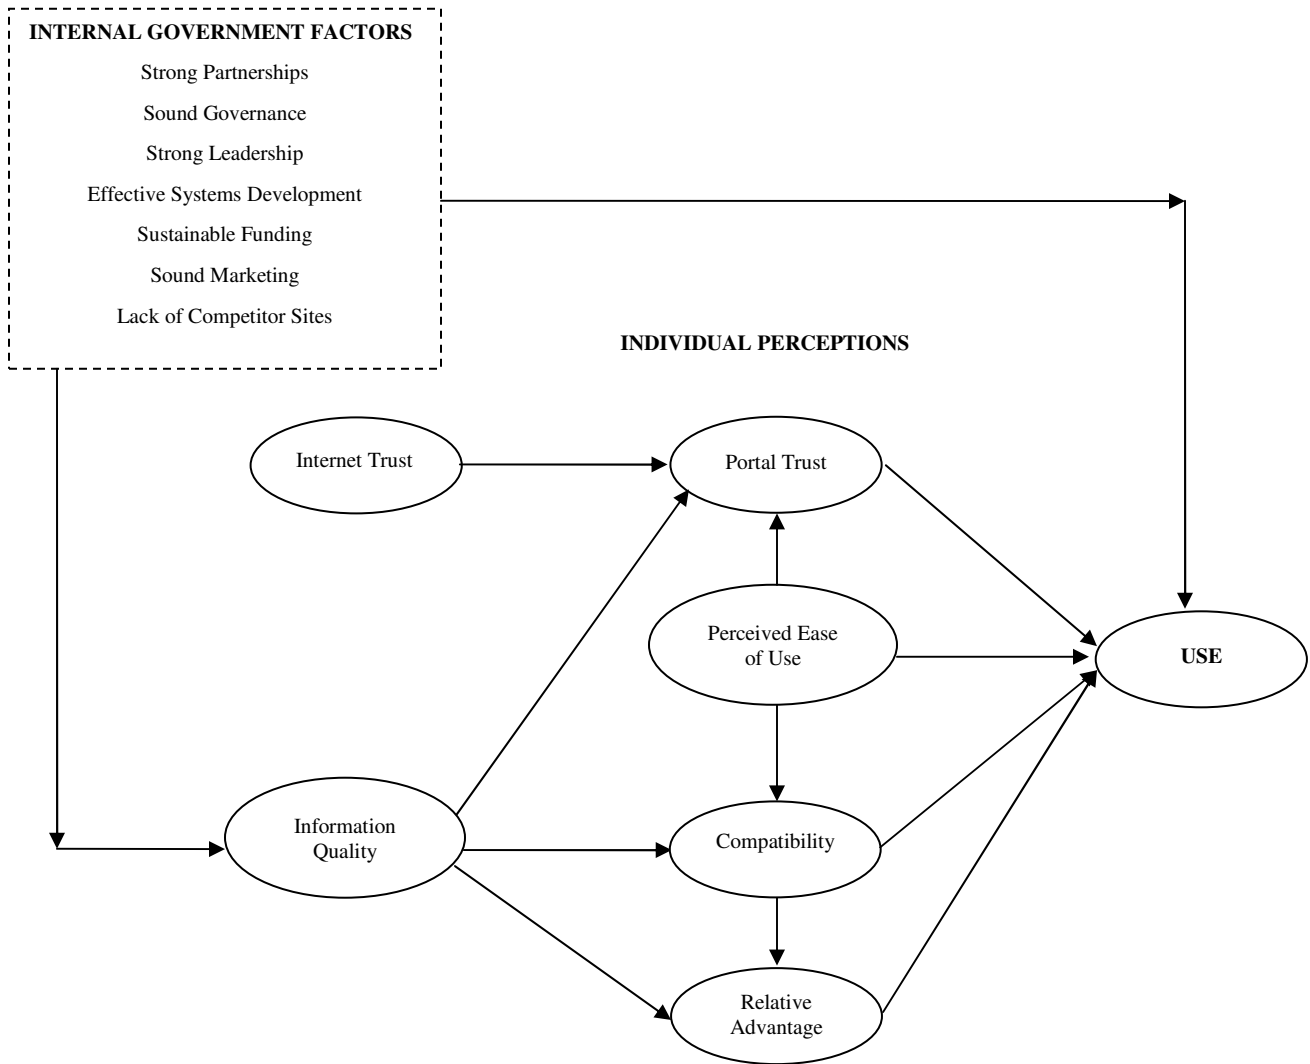 INTERNAL GOVERNMENT FACTORS
Strong Partnerships
Sound Governance
Strong Leadership
Effective Systems Development
Sustainable Funding
Sound Marketing
Lack of Competitor Sites
INDIVIDUAL PERCEPTIONS
Internet Trust
Portal Trust
Perceived Ease
of Use
USE
Information
Quality
Compatibility
Relative
Advantage